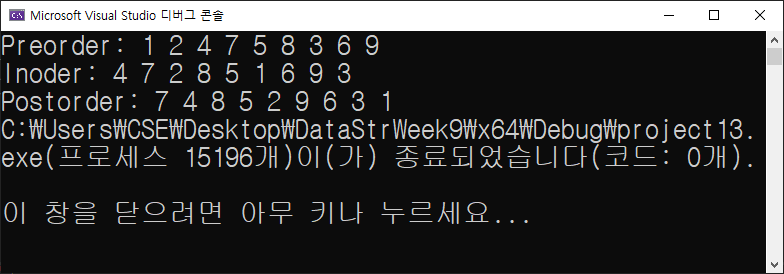 Microsoft Visual Studio 디버그 콘솔
Preorder: 1 2 4 7 5 8 3 6 9
Inoder: 4 7 2 8 5 1 6 9 3
Postorder: 7 4 8 5 2 9 6 3 1
C:₩Users₩CSE₩Desktop₩DataStrWeek9₩x64₩Debug₩project13.
exe(프로세스 15196개)이(가) 종료되었습니다(코드: 0개).
이 창을 닫으려면 아무 키나 누르세요...